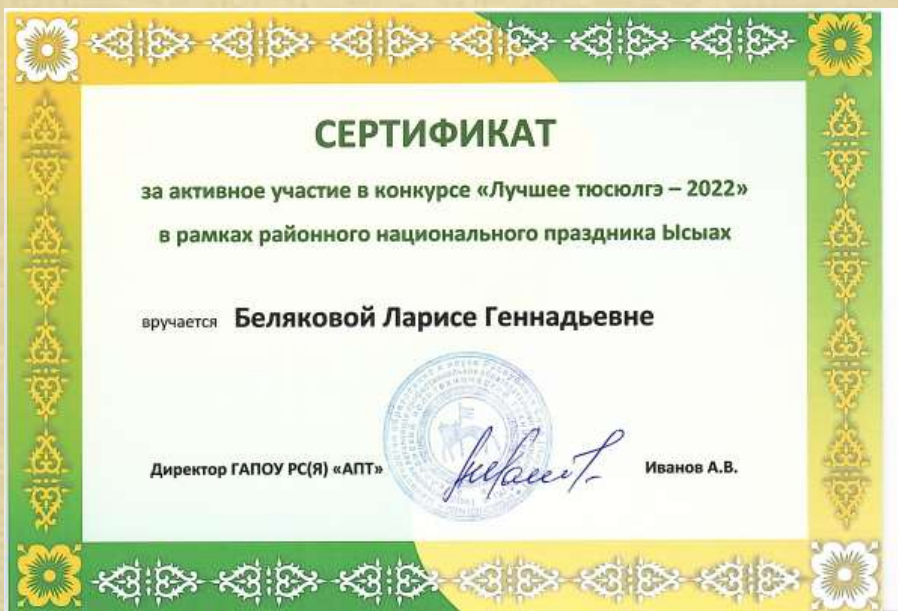 СЕРТИФИКАТ
за активное участие в конкурсе «Лучшее тюсюлгэ – 2022»
в рамках районного национального праздника Ысыах
вручается Беляковой Ларисе Геннадьевне
Директор ГАПОУ РС(Я) «АПТ» Иванов А.В.